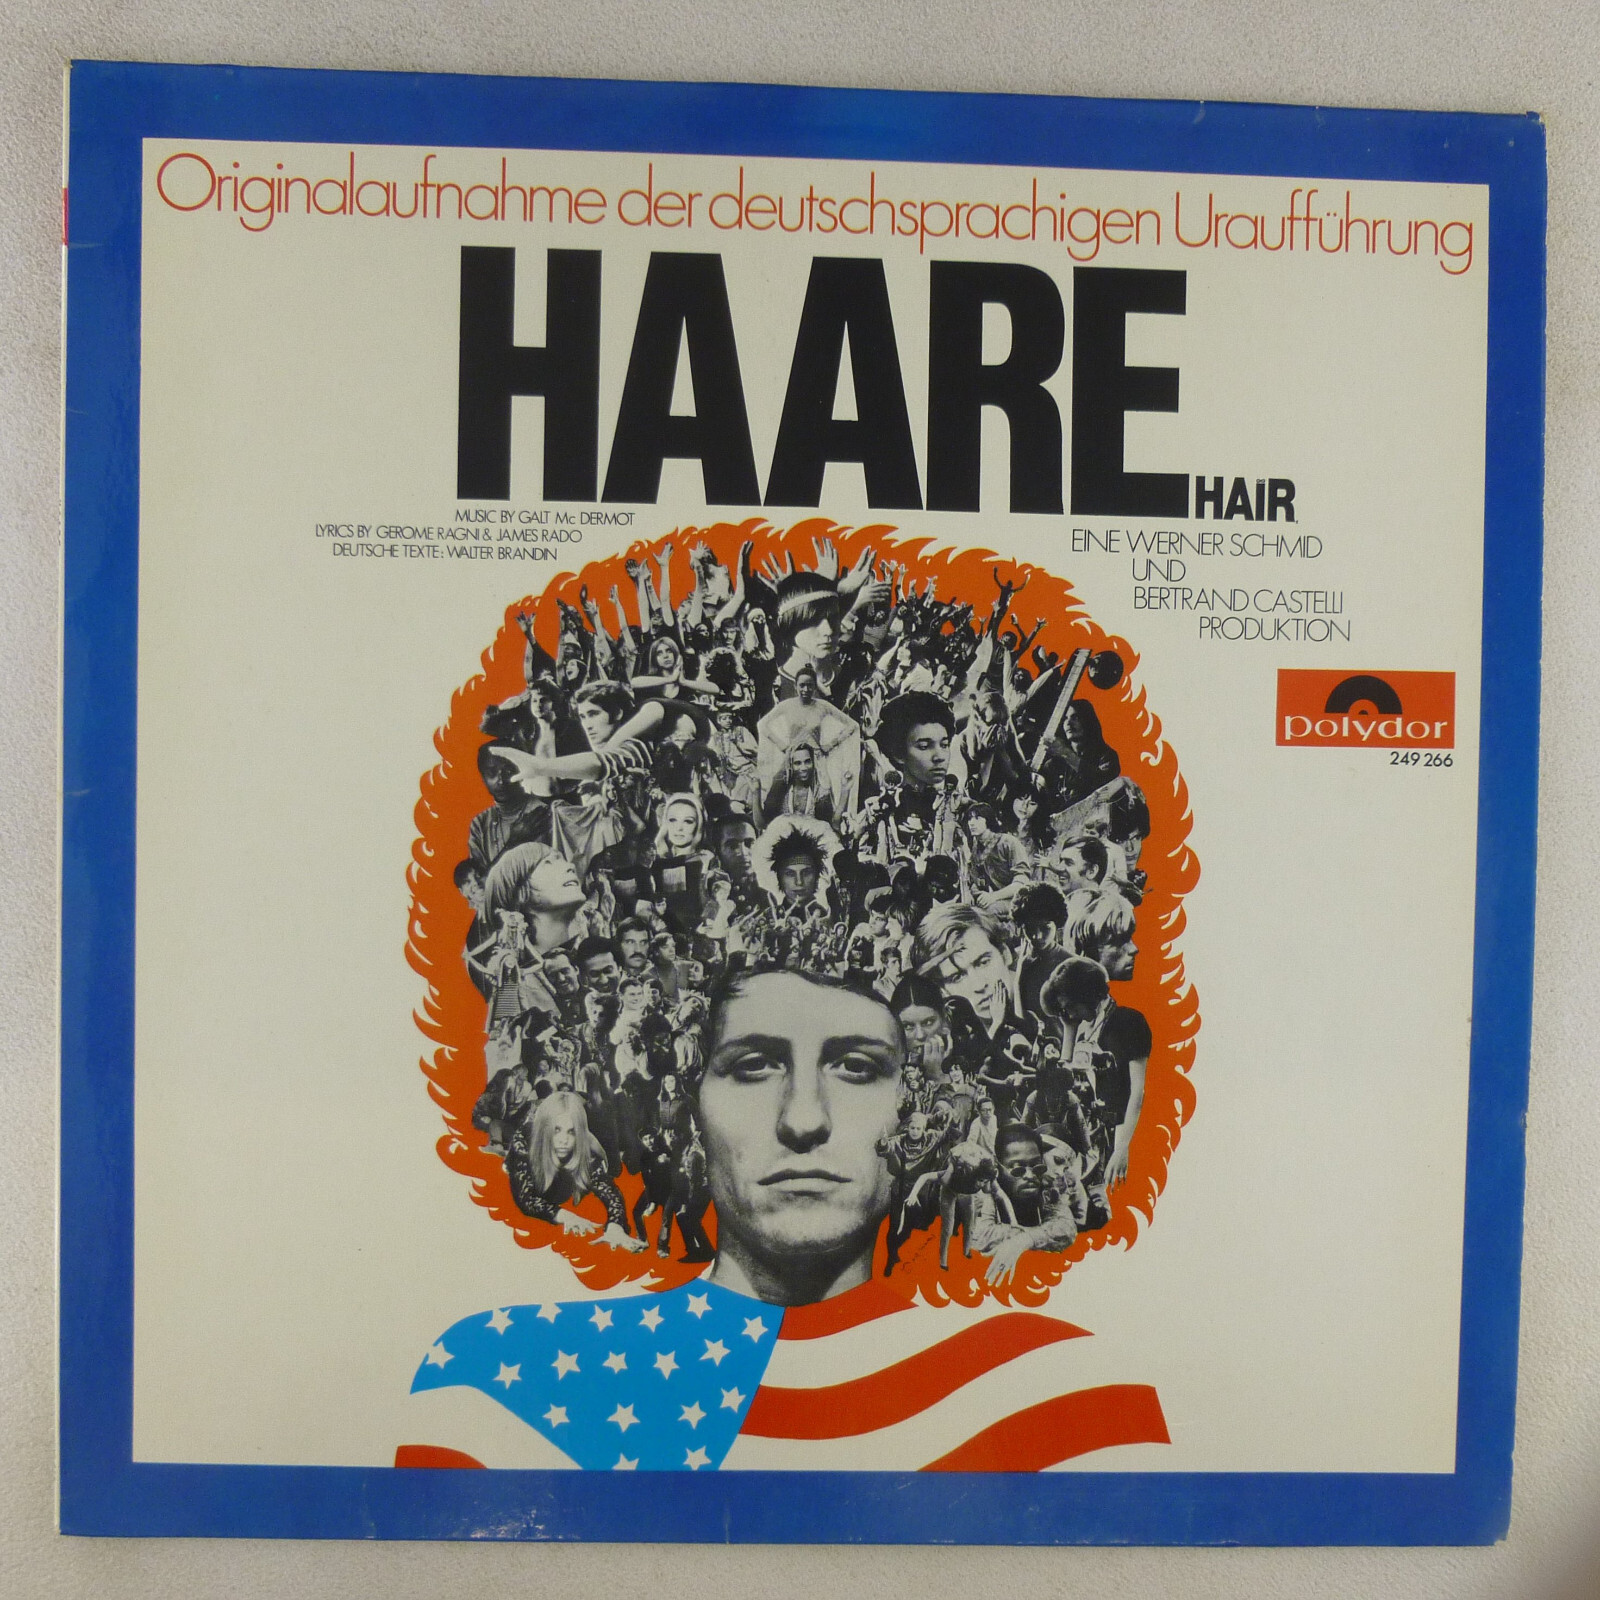 Originalaufnahme der deutschsprachigen Uraufführung
HAARE
HAIR
MUSIC BY GALT Mc DERMOT
LYRICS BY GEROME RAGNI & JAMES RADO
DEUTSCHE TEXTE: WALTER BRANDIN
EINE WERNER SCHMID
UND
BERTRAND CASTELLI
PRODUKTION
polydor
249 266